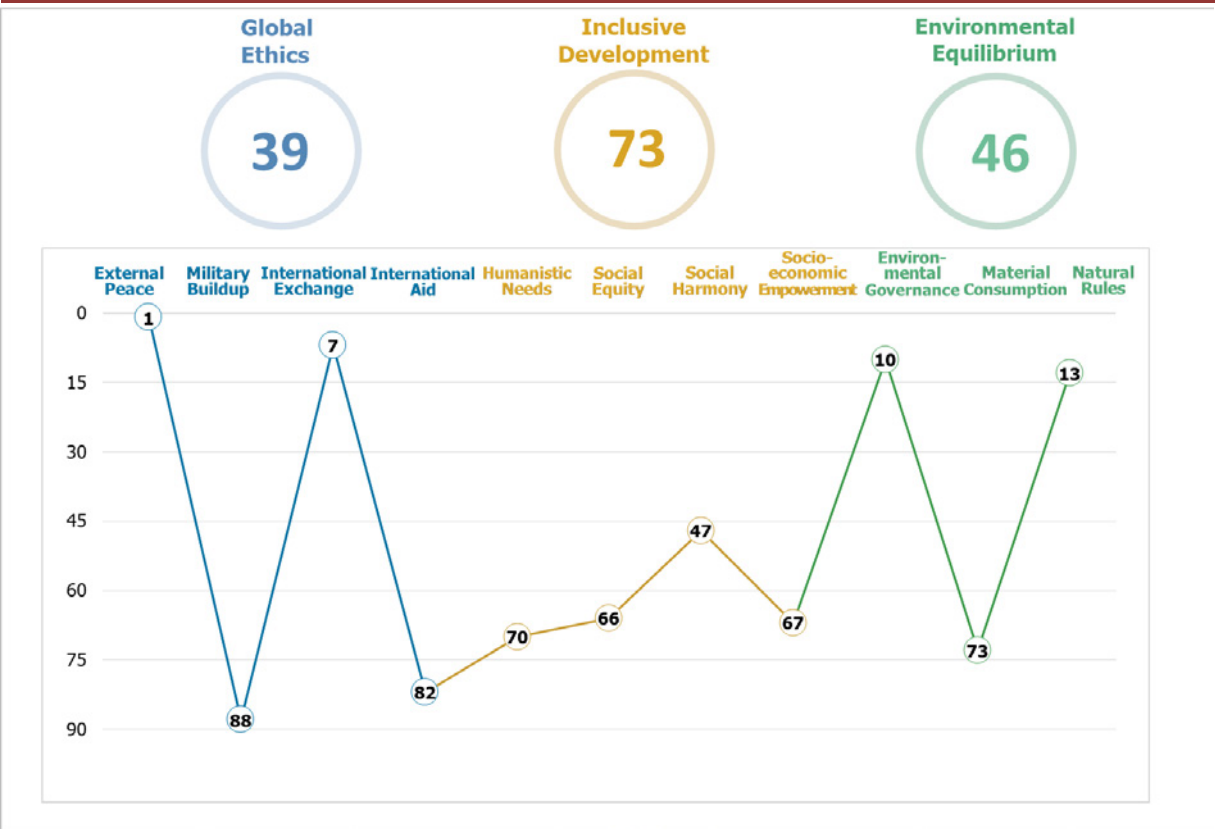 Global
Ethics
Inclusive
Development
Environmental
Equilibrium
39
73
46
External
Peace
Military
Buildup
International
Exchange
International
Aid
Humanistic
Needs
Social
Equity
Social
Harmony
Socio-
economic
Empowerment
Environ-
mental
Governance
Material
Consumption
Natural
Rules
0
15
30
45
60
75
90
1
88
7
82
70
66
47
67
10
73
13